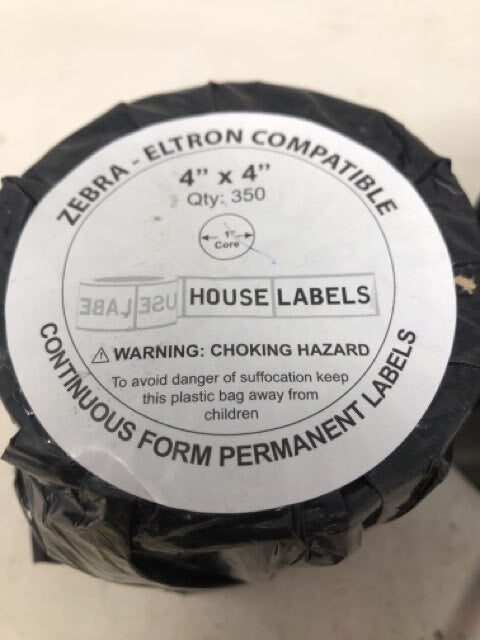 ZEBRA - ELTRON COMPATIBLE
4" x 4"
Qty: 350
1"
Core
USE LABE
HOUSE LABELS
⚠ WARNING: CHOKING HAZARD
To avoid danger of suffocation keep
this plastic bag away from
children
CONTINUOUS FORM PERMANENT LABELS